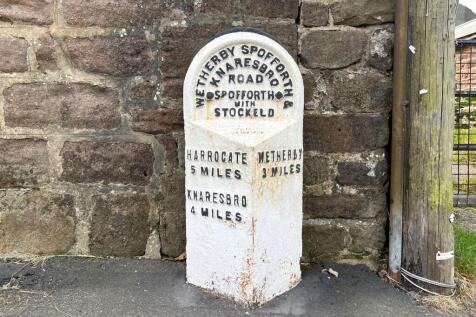 WETHERBY SPOFFORTH &
KNARESBRO
ROAD
SPOFFORTH
WITH
STOCKELD
HARROGATE
5 MILES
KNARESBRO
4 MILES
WETHERBY
3 MILES